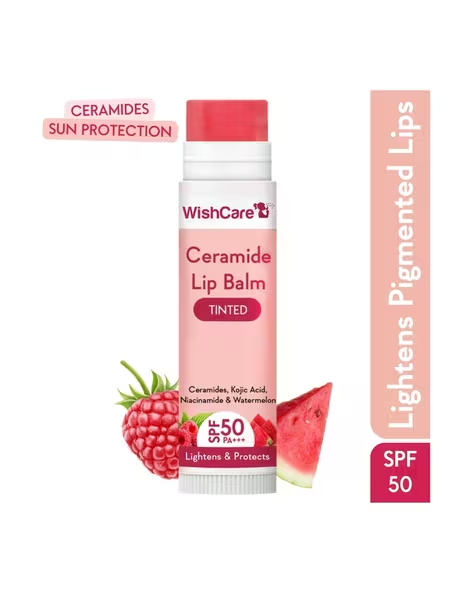 CERAMIDES
SUN PROTECTION
WishCare
Ceramide
Lip Balm
TINTED
Ceramides, Kojic Acid,
Niacinamide & Watermelon
SPF 50
PA+++
Lightens & Protects
Lightens Pigmented Lips
SPF
50